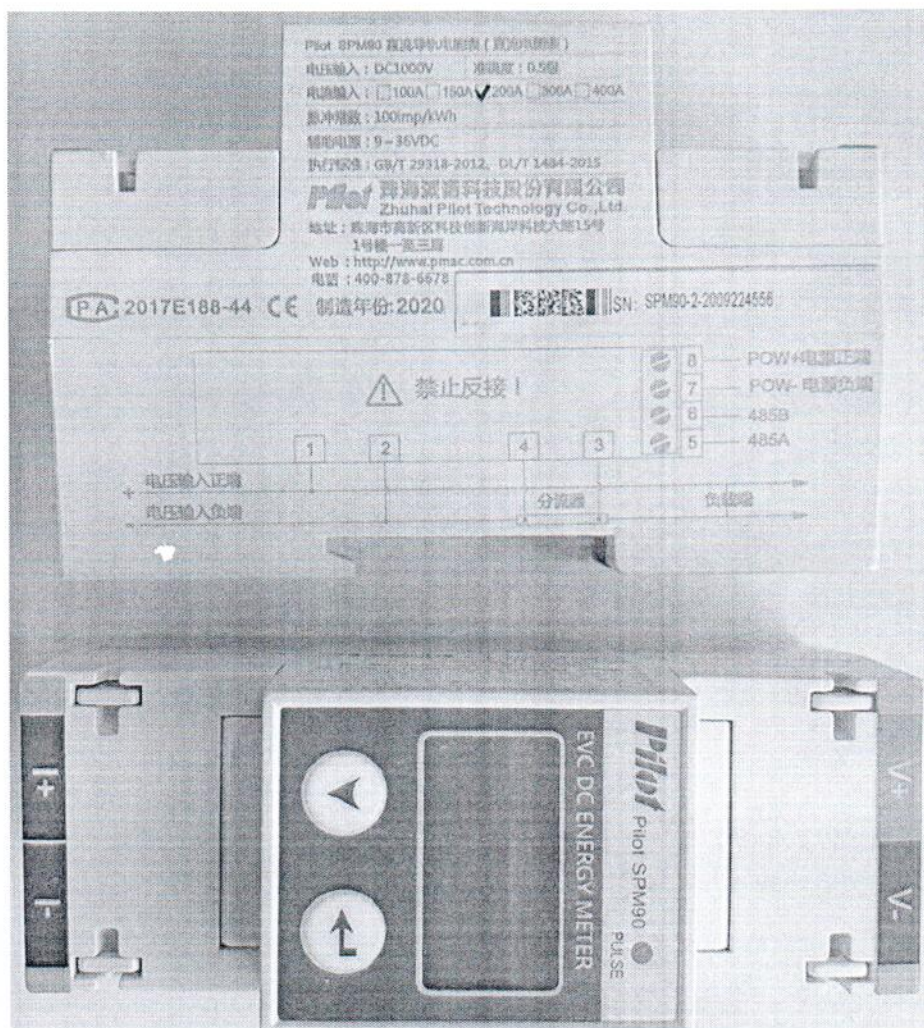 Pilot SPM90 直流导轨电能表 (直流电能表)
电压输入：DC1000V 准确度：0.5级
电流输入：□100A□150A✓200A□300A□400A
脉冲常数：100imp/kWh
辅助电源：9~36VDC
执行标准：GB/T 29318-2012、DL/T 1484-2015
Pilot 珠海派诺科技股份有限公司
Zhuhai Pilot Technology Co.,Ltd.
地址：珠海市高新区科技创新海岸科技六路15号
1号楼一至三层
Web：http://www.pmac.com.cn
电话：400-878-6678
PA 2017E188-44 CE 制造年份:2020
SN: SPM90-2-2009224556
禁止反接！
8 POW+电源正端
7 POW- 电源负端
6 485B
5 485A
1 2 4 3
+ 电压输入正端
分流器 负载端
- 电压输入负端
I+
I-
EVC DC ENERGY METER
Pilot Pilot SPM90
PULSE
V+
V-